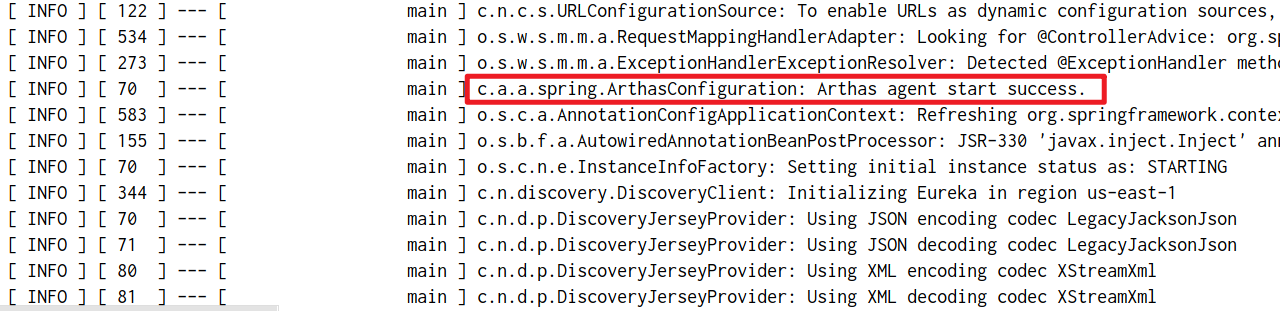 [ INFO ] [ 122 ] --- [ main ] c.n.c.s.URLConfigurationSource: To enable URLs as dynamic configuration sources,
[ INFO ] [ 534 ] --- [ main ] o.s.w.s.m.m.a.RequestMappingHandlerAdapter: Looking for @ControllerAdvice: org.sp
[ INFO ] [ 273 ] --- [ main ] o.s.w.s.m.m.a.ExceptionHandlerExceptionResolver: Detected @ExceptionHandler metho
[ INFO ] [ 70 ] --- [ main ] c.a.a.spring.ArthasConfiguration: Arthas agent start success.
[ INFO ] [ 583 ] --- [ main ] o.s.c.a.AnnotationConfigApplicationContext: Refreshing org.springframework.contex
[ INFO ] [ 155 ] --- [ main ] o.s.b.f.a.AutowiredAnnotationBeanPostProcessor: JSR-330 'javax.inject.Inject' ann
[ INFO ] [ 70 ] --- [ main ] o.s.c.n.e.InstanceInfoFactory: Setting initial instance status as: STARTING
[ INFO ] [ 344 ] --- [ main ] c.n.discovery.DiscoveryClient: Initializing Eureka in region us-east-1
[ INFO ] [ 70 ] --- [ main ] c.n.d.p.DiscoveryJerseyProvider: Using JSON encoding codec LegacyJacksonJson
[ INFO ] [ 71 ] --- [ main ] c.n.d.p.DiscoveryJerseyProvider: Using JSON decoding codec LegacyJacksonJson
[ INFO ] [ 80 ] --- [ main ] c.n.d.p.DiscoveryJerseyProvider: Using XML encoding codec XStreamXml
[ INFO ] [ 81 ] --- [ main ] c.n.d.p.DiscoveryJerseyProvider: Using XML decoding codec XStreamXml